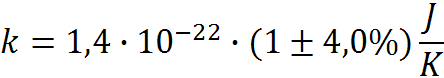 k = 1,4 · 10⁻²² · (1 ± 4,0%) J/K